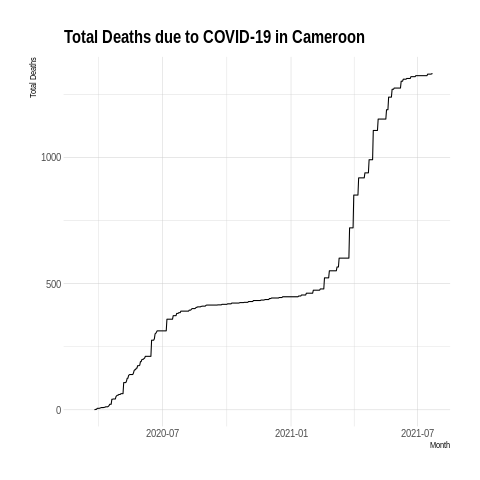 Total Deaths due to COVID-19 in Cameroon
Total Deaths
1000
500
0
2020-07
2021-01
2021-07
Month